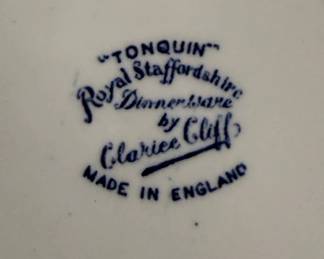 "TONQUIN"
Royal Staffordshire
Dinnerware
by
Clarice Cliff
MADE IN ENGLAND